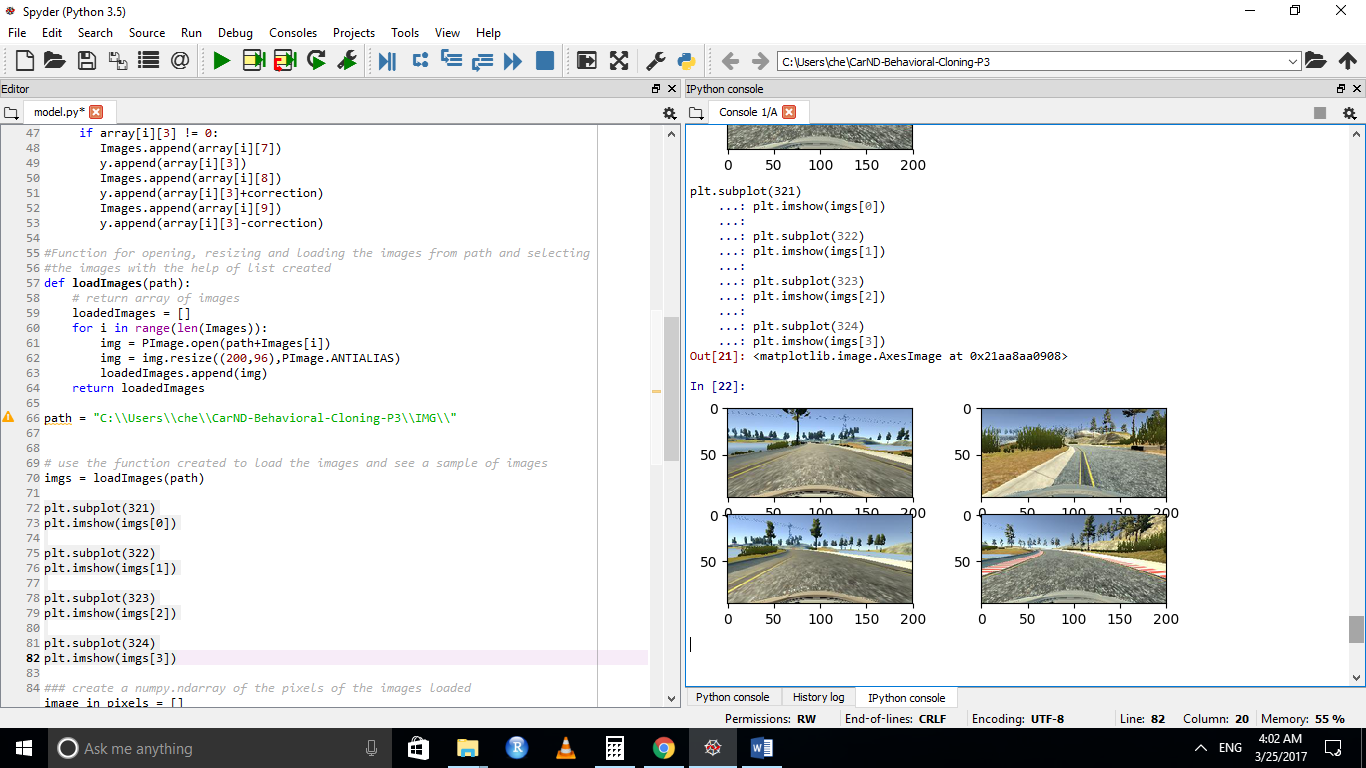 Spyder (Python 3.5)
File Edit Search Source Run Debug Consoles Projects Tools View Help
C:\Users\che\CarND-Behavioral-Cloning-P3
Editor
model.py*
47 if array[i][3] != 0:
48 Images.append(array[i][7])
49 y.append(array[i][3])
50 Images.append(array[i][8])
51 y.append(array[i][3]+correction)
52 Images.append(array[i][9])
53 y.append(array[i][3]-correction)
54
55 #Function for opening, resizing and loading the images from path and selecting
56 #the images with the help of list created
57 def loadImages(path):
58 # return array of images
59 loadedImages = []
60 for i in range(len(Images)):
61 img = PImage.open(path+Images[i])
62 img = img.resize((200,96),PImage.ANTIALIAS)
63 loadedImages.append(img)
64 return loadedImages
65
66 path = "C:\\Users\\che\\CarND-Behavioral-Cloning-P3\\IMG\\"
67
68
69 # use the function created to load the images and see a sample of images
70 imgs = loadImages(path)
71
72 plt.subplot(321)
73 plt.imshow(imgs[0])
74
75 plt.subplot(322)
76 plt.imshow(imgs[1])
77
78 plt.subplot(323)
79 plt.imshow(imgs[2])
80
81 plt.subplot(324)
82 plt.imshow(imgs[3])
83
84 ### create a numpy.ndarray of the pixels of the images loaded
image in pixels = []
IPython console
Console 1/A
0 50 100 150 200
plt.subplot(321)
...: plt.imshow(imgs[0])
...:
...: plt.subplot(322)
...: plt.imshow(imgs[1])
...:
...: plt.subplot(323)
...: plt.imshow(imgs[2])
...:
...: plt.subplot(324)
...: plt.imshow(imgs[3])
Out[21]: <matplotlib.image.AxesImage at 0x21aa8aa0908>
In [22]:
0 0
50 50
0 50 100 150 200 0 50 100 150 200
0 0
50 50
0 50 100 150 200 0 50 100 150 200
Python console History log IPython console
Permissions: RW End-of-lines: CRLF Encoding: UTF-8 Line: 82 Column: 20 Memory: 55 %
Ask me anything
R
W
ENG
4:02 AM
3/25/2017